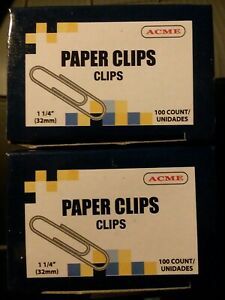 ACME
PAPER CLIPS
CLIPS
1 1/4"
(32mm)
100 COUNT/
UNIDADES
ACME
PAPER CLIPS
CLIPS
1 1/4"
(32mm)
100 COUNT/
UNIDADES